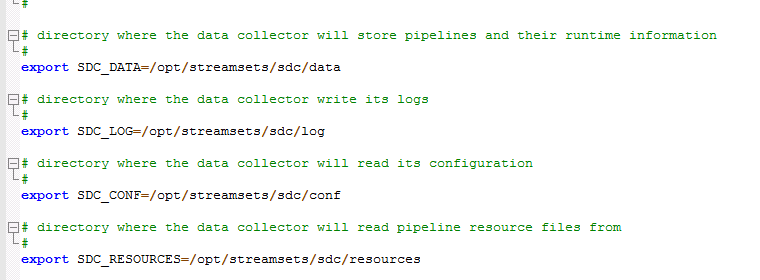 #
# directory where the data collector will store pipelines and their runtime information
#
export SDC_DATA=/opt/streamsets/sdc/data
# directory where the data collector write its logs
#
export SDC_LOG=/opt/streamsets/sdc/log
# directory where the data collector will read its configuration
#
export SDC_CONF=/opt/streamsets/sdc/conf
# directory where the data collector will read pipeline resource files from
#
export SDC_RESOURCES=/opt/streamsets/sdc/resources